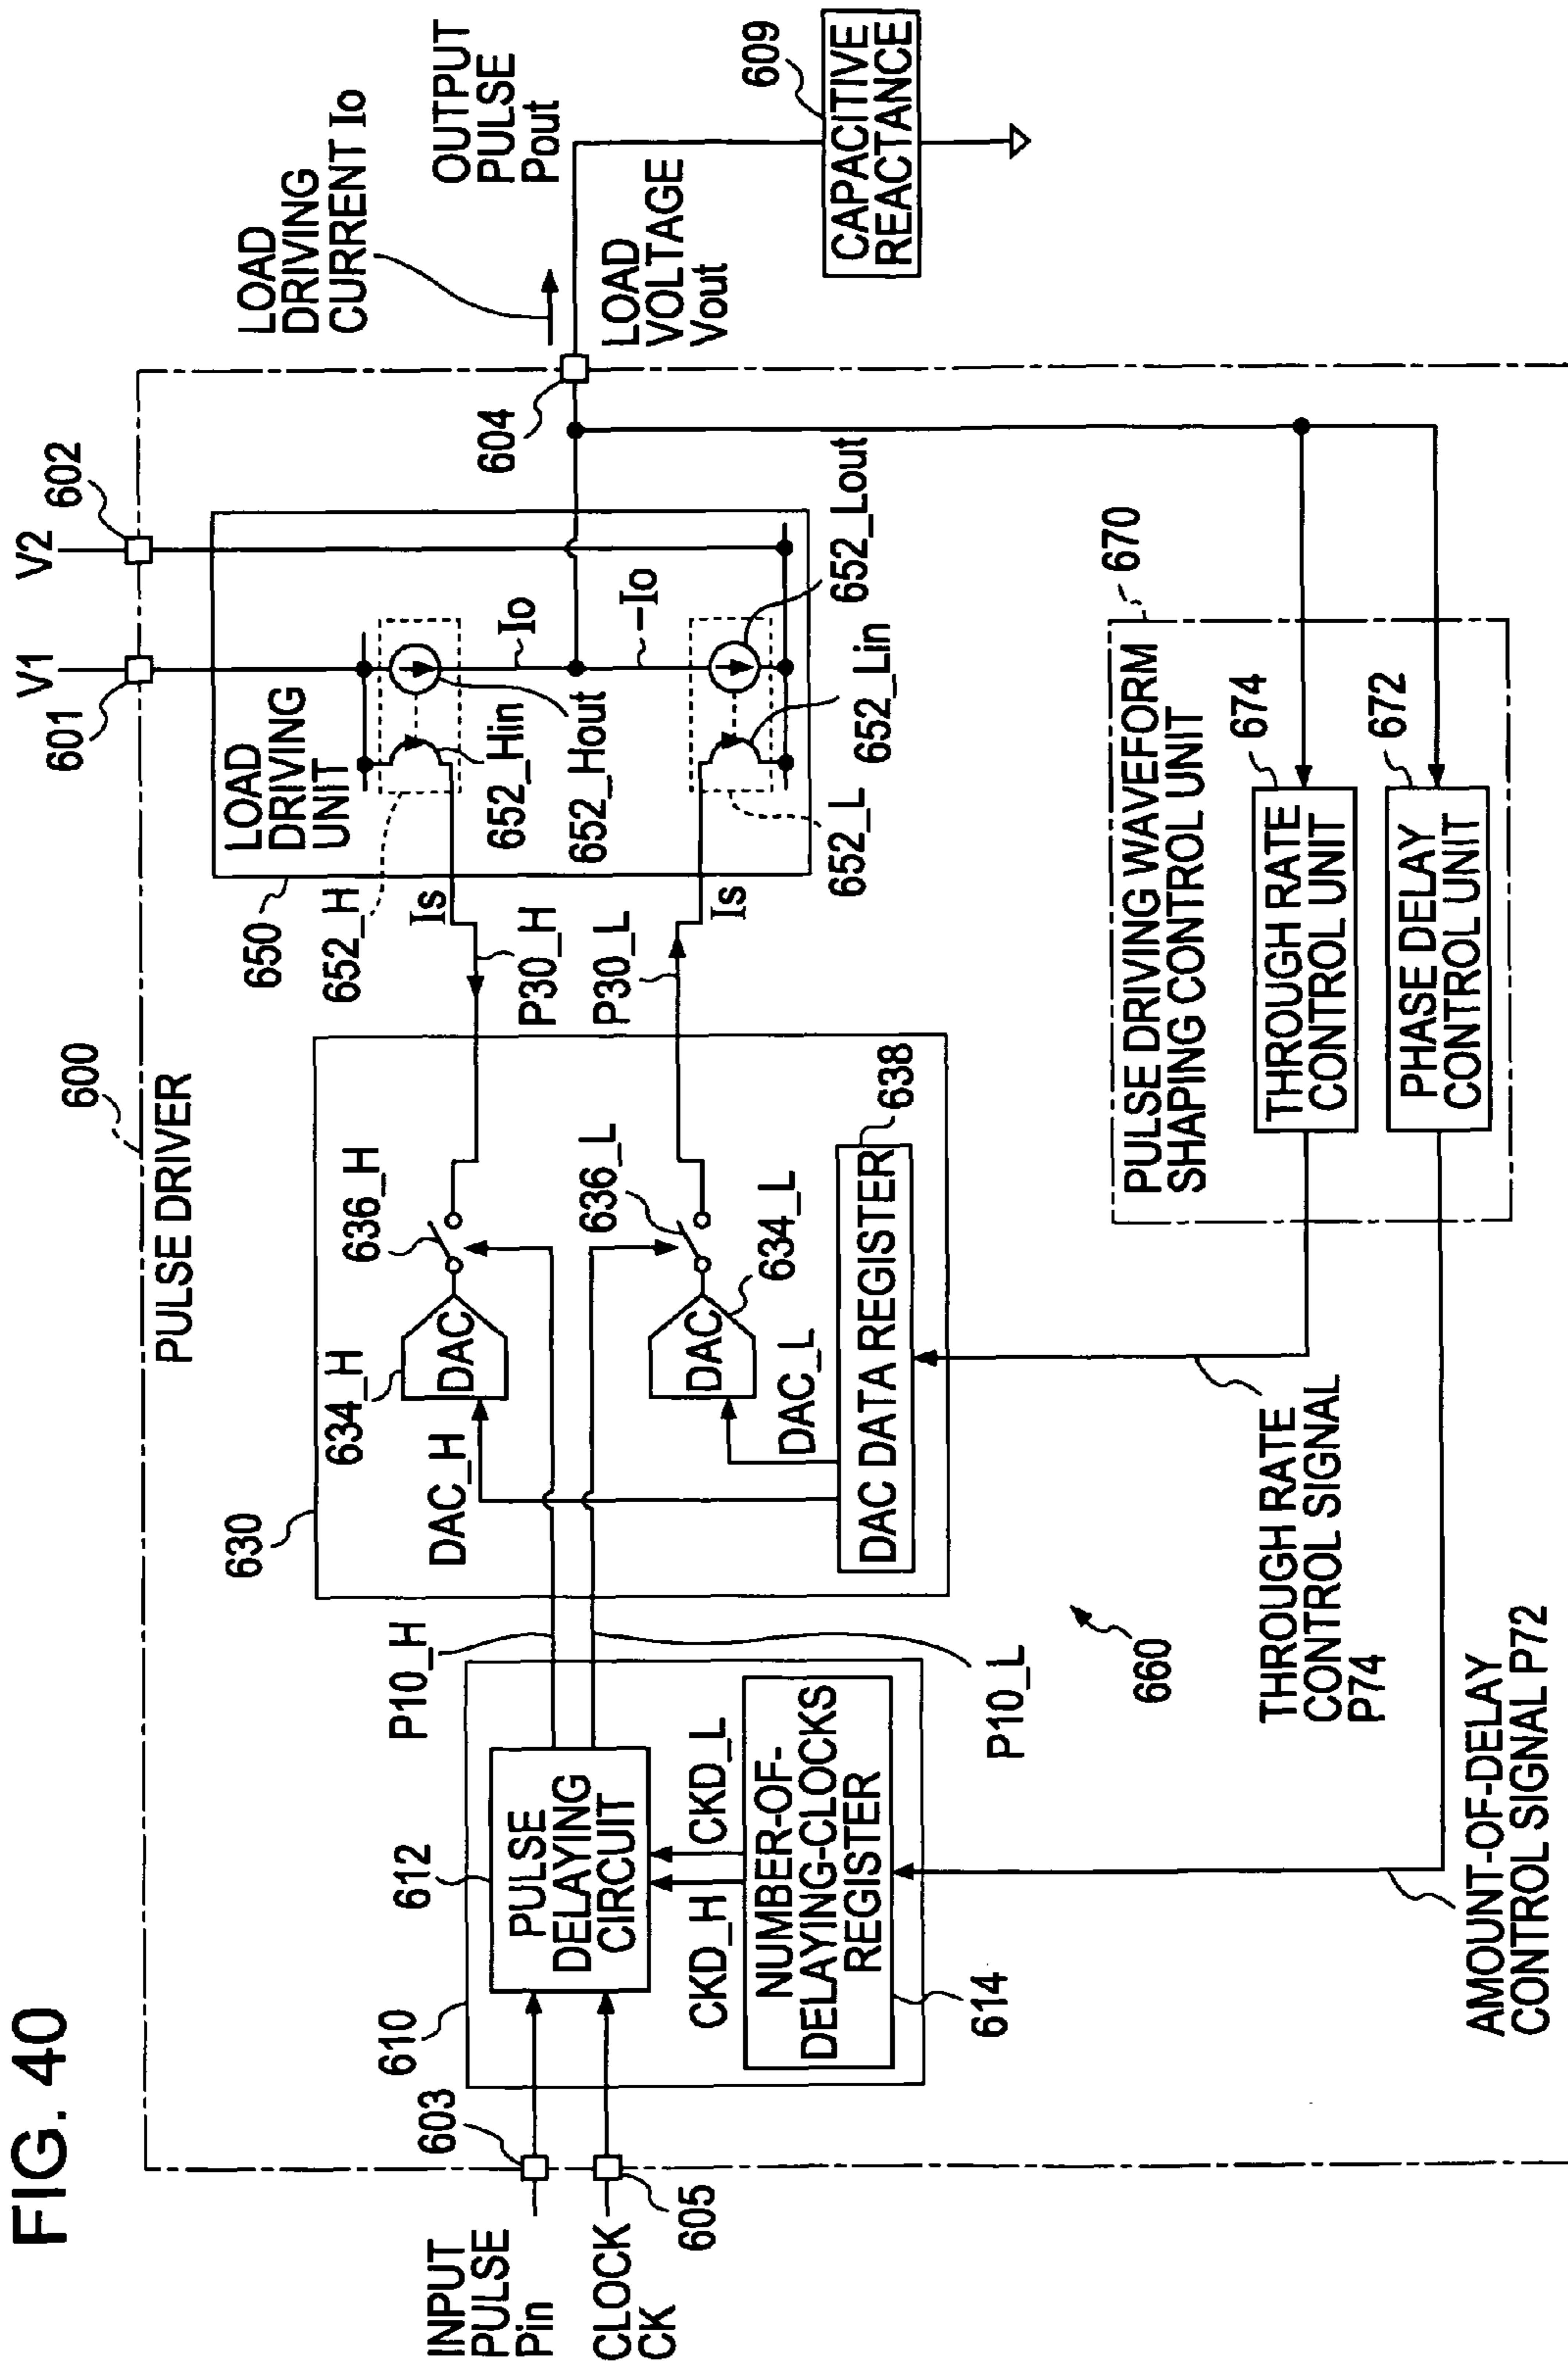 FIG. 40
600
PULSE DRIVER
V1
V2
601
602
INPUT
PULSE
Pin
603
CLOCK
CK
605
610
612
PULSE
DELAYING
CIRCUIT
CKD_H
CKD_L
NUMBER-OF-
DELAYING-CLOCKS
REGISTER
614
P10_H
P10_L
630
634_H
DAC
636_H
DAC_H
636_L
DAC
634_L
DAC_L
DAC DATA REGISTER
638
P30_H
P30_L
Is
Is
650
LOAD
DRIVING
UNIT
652_H
652_Hin
652_Hout
Io
-Io
652_L
652_Lin
652_Lout
604
LOAD
DRIVING
CURRENT Io
OUTPUT
PULSE
Pout
LOAD
VOLTAGE
Vout
609
CAPACITIVE
REACTANCE
660
670
PULSE DRIVING WAVEFORM
SHAPING CONTROL UNIT
674
THROUGH RATE
CONTROL UNIT
672
PHASE DELAY
CONTROL UNIT
THROUGH RATE
CONTROL SIGNAL
P74
AMOUNT-OF-DELAY
CONTROL SIGNAL P72